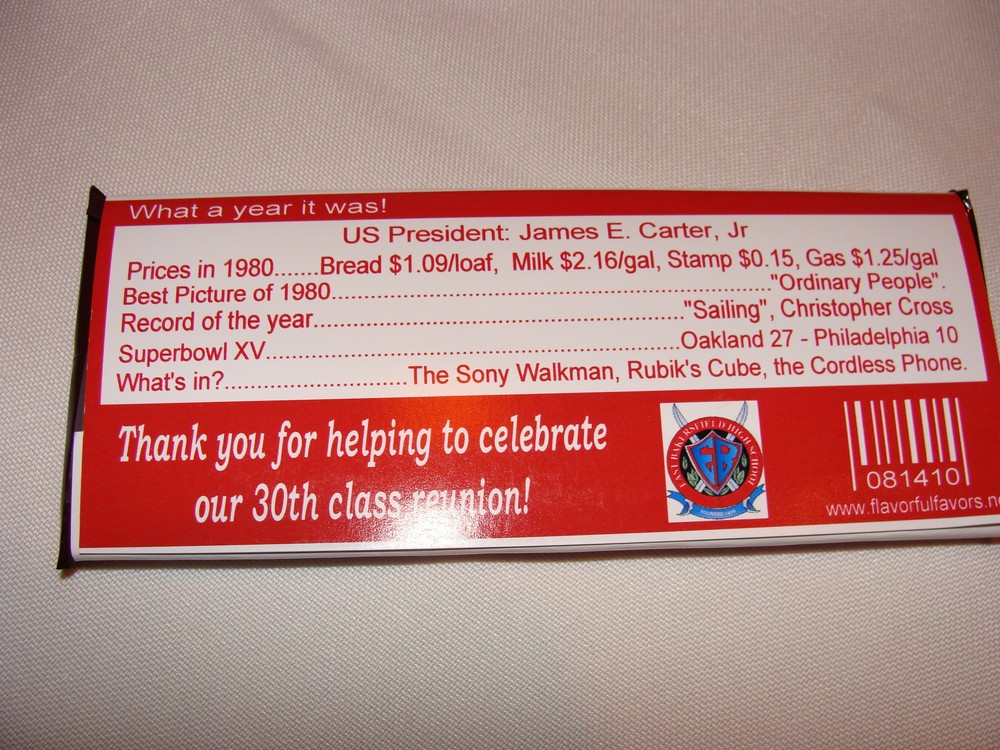 What a year it was!
US President: James E. Carter, Jr
Prices in 1980.......Bread $1.09/loaf, Milk $2.16/gal, Stamp $0.15, Gas $1.25/gal
Best Picture of 1980......................................................................."Ordinary People".
Record of the year............................................................"Sailing", Christopher Cross
Superbowl XV....................................................................Oakland 27 - Philadelphia 10
What's in?..............................The Sony Walkman, Rubik's Cube, the Cordless Phone.
Thank you for helping to celebrate
our 30th class reunion!
EAST BAKERSFIELD HIGH SCHOOL
EB
081410
www.flavorfulfavors.ne